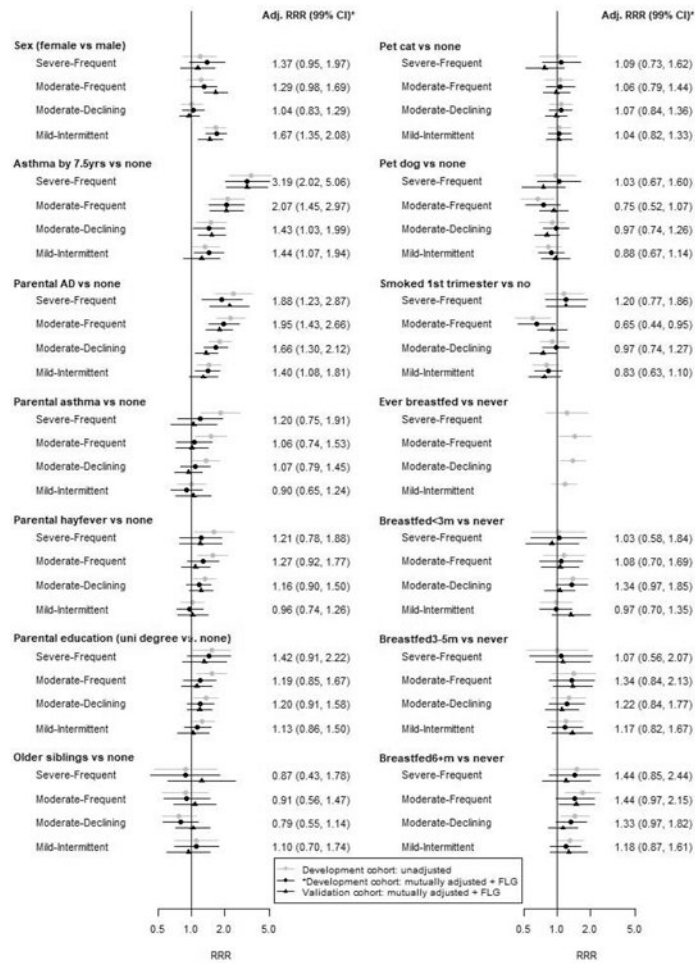 Adj. RRR (99% CI)*
Sex (female vs male)
Severe-Frequent 1.37 (0.95, 1.97)
Moderate-Frequent 1.29 (0.98, 1.69)
Moderate-Declining 1.04 (0.83, 1.29)
Mild-Intermittent 1.67 (1.35, 2.08)
Asthma by 7.5yrs vs none
Severe-Frequent 3.19 (2.02, 5.06)
Moderate-Frequent 2.07 (1.45, 2.97)
Moderate-Declining 1.43 (1.03, 1.99)
Mild-Intermittent 1.44 (1.07, 1.94)
Parental AD vs none
Severe-Frequent 1.88 (1.23, 2.87)
Moderate-Frequent 1.95 (1.43, 2.66)
Moderate-Declining 1.66 (1.30, 2.12)
Mild-Intermittent 1.40 (1.08, 1.81)
Parental asthma vs none
Severe-Frequent 1.20 (0.75, 1.91)
Moderate-Frequent 1.06 (0.74, 1.53)
Moderate-Declining 1.07 (0.79, 1.45)
Mild-Intermittent 0.90 (0.65, 1.24)
Parental hayfever vs none
Severe-Frequent 1.21 (0.78, 1.88)
Moderate-Frequent 1.27 (0.92, 1.77)
Moderate-Declining 1.16 (0.90, 1.50)
Mild-Intermittent 0.96 (0.74, 1.26)
Parental education (uni degree vs. none)
Severe-Frequent 1.42 (0.91, 2.22)
Moderate-Frequent 1.19 (0.85, 1.67)
Moderate-Declining 1.20 (0.91, 1.58)
Mild-Intermittent 1.13 (0.86, 1.50)
Older siblings vs none
Severe-Frequent 0.87 (0.43, 1.78)
Moderate-Frequent 0.91 (0.56, 1.47)
Moderate-Declining 0.79 (0.55, 1.14)
Mild-Intermittent 1.10 (0.70, 1.74)
0.5 1.0 2.0 5.0
RRR
Adj. RRR (99% CI)*
Pet cat vs none
Severe-Frequent 1.09 (0.73, 1.62)
Moderate-Frequent 1.06 (0.79, 1.44)
Moderate-Declining 1.07 (0.84, 1.36)
Mild-Intermittent 1.04 (0.82, 1.33)
Pet dog vs none
Severe-Frequent 1.03 (0.67, 1.60)
Moderate-Frequent 0.75 (0.52, 1.07)
Moderate-Declining 0.97 (0.74, 1.26)
Mild-Intermittent 0.88 (0.67, 1.14)
Smoked 1st trimester vs no
Severe-Frequent 1.20 (0.77, 1.86)
Moderate-Frequent 0.65 (0.44, 0.95)
Moderate-Declining 0.97 (0.74, 1.27)
Mild-Intermittent 0.83 (0.63, 1.10)
Ever breastfed vs never
Severe-Frequent
Moderate-Frequent
Moderate-Declining
Mild-Intermittent
Breastfed<3m vs never
Severe-Frequent 1.03 (0.58, 1.84)
Moderate-Frequent 1.08 (0.70, 1.69)
Moderate-Declining 1.34 (0.97, 1.85)
Mild-Intermittent 0.97 (0.70, 1.35)
Breastfed3-5m vs never
Severe-Frequent 1.07 (0.56, 2.07)
Moderate-Frequent 1.34 (0.84, 2.13)
Moderate-Declining 1.22 (0.84, 1.77)
Mild-Intermittent 1.17 (0.82, 1.67)
Breastfed6+m vs never
Severe-Frequent 1.44 (0.85, 2.44)
Moderate-Frequent 1.44 (0.97, 2.15)
Moderate-Declining 1.33 (0.97, 1.82)
Mild-Intermittent 1.18 (0.87, 1.61)
Development cohort: unadjusted
*Development cohort: mutually adjusted + FLG
Validation cohort: mutually adjusted + FLG
0.5 1.0 2.0 5.0
RRR